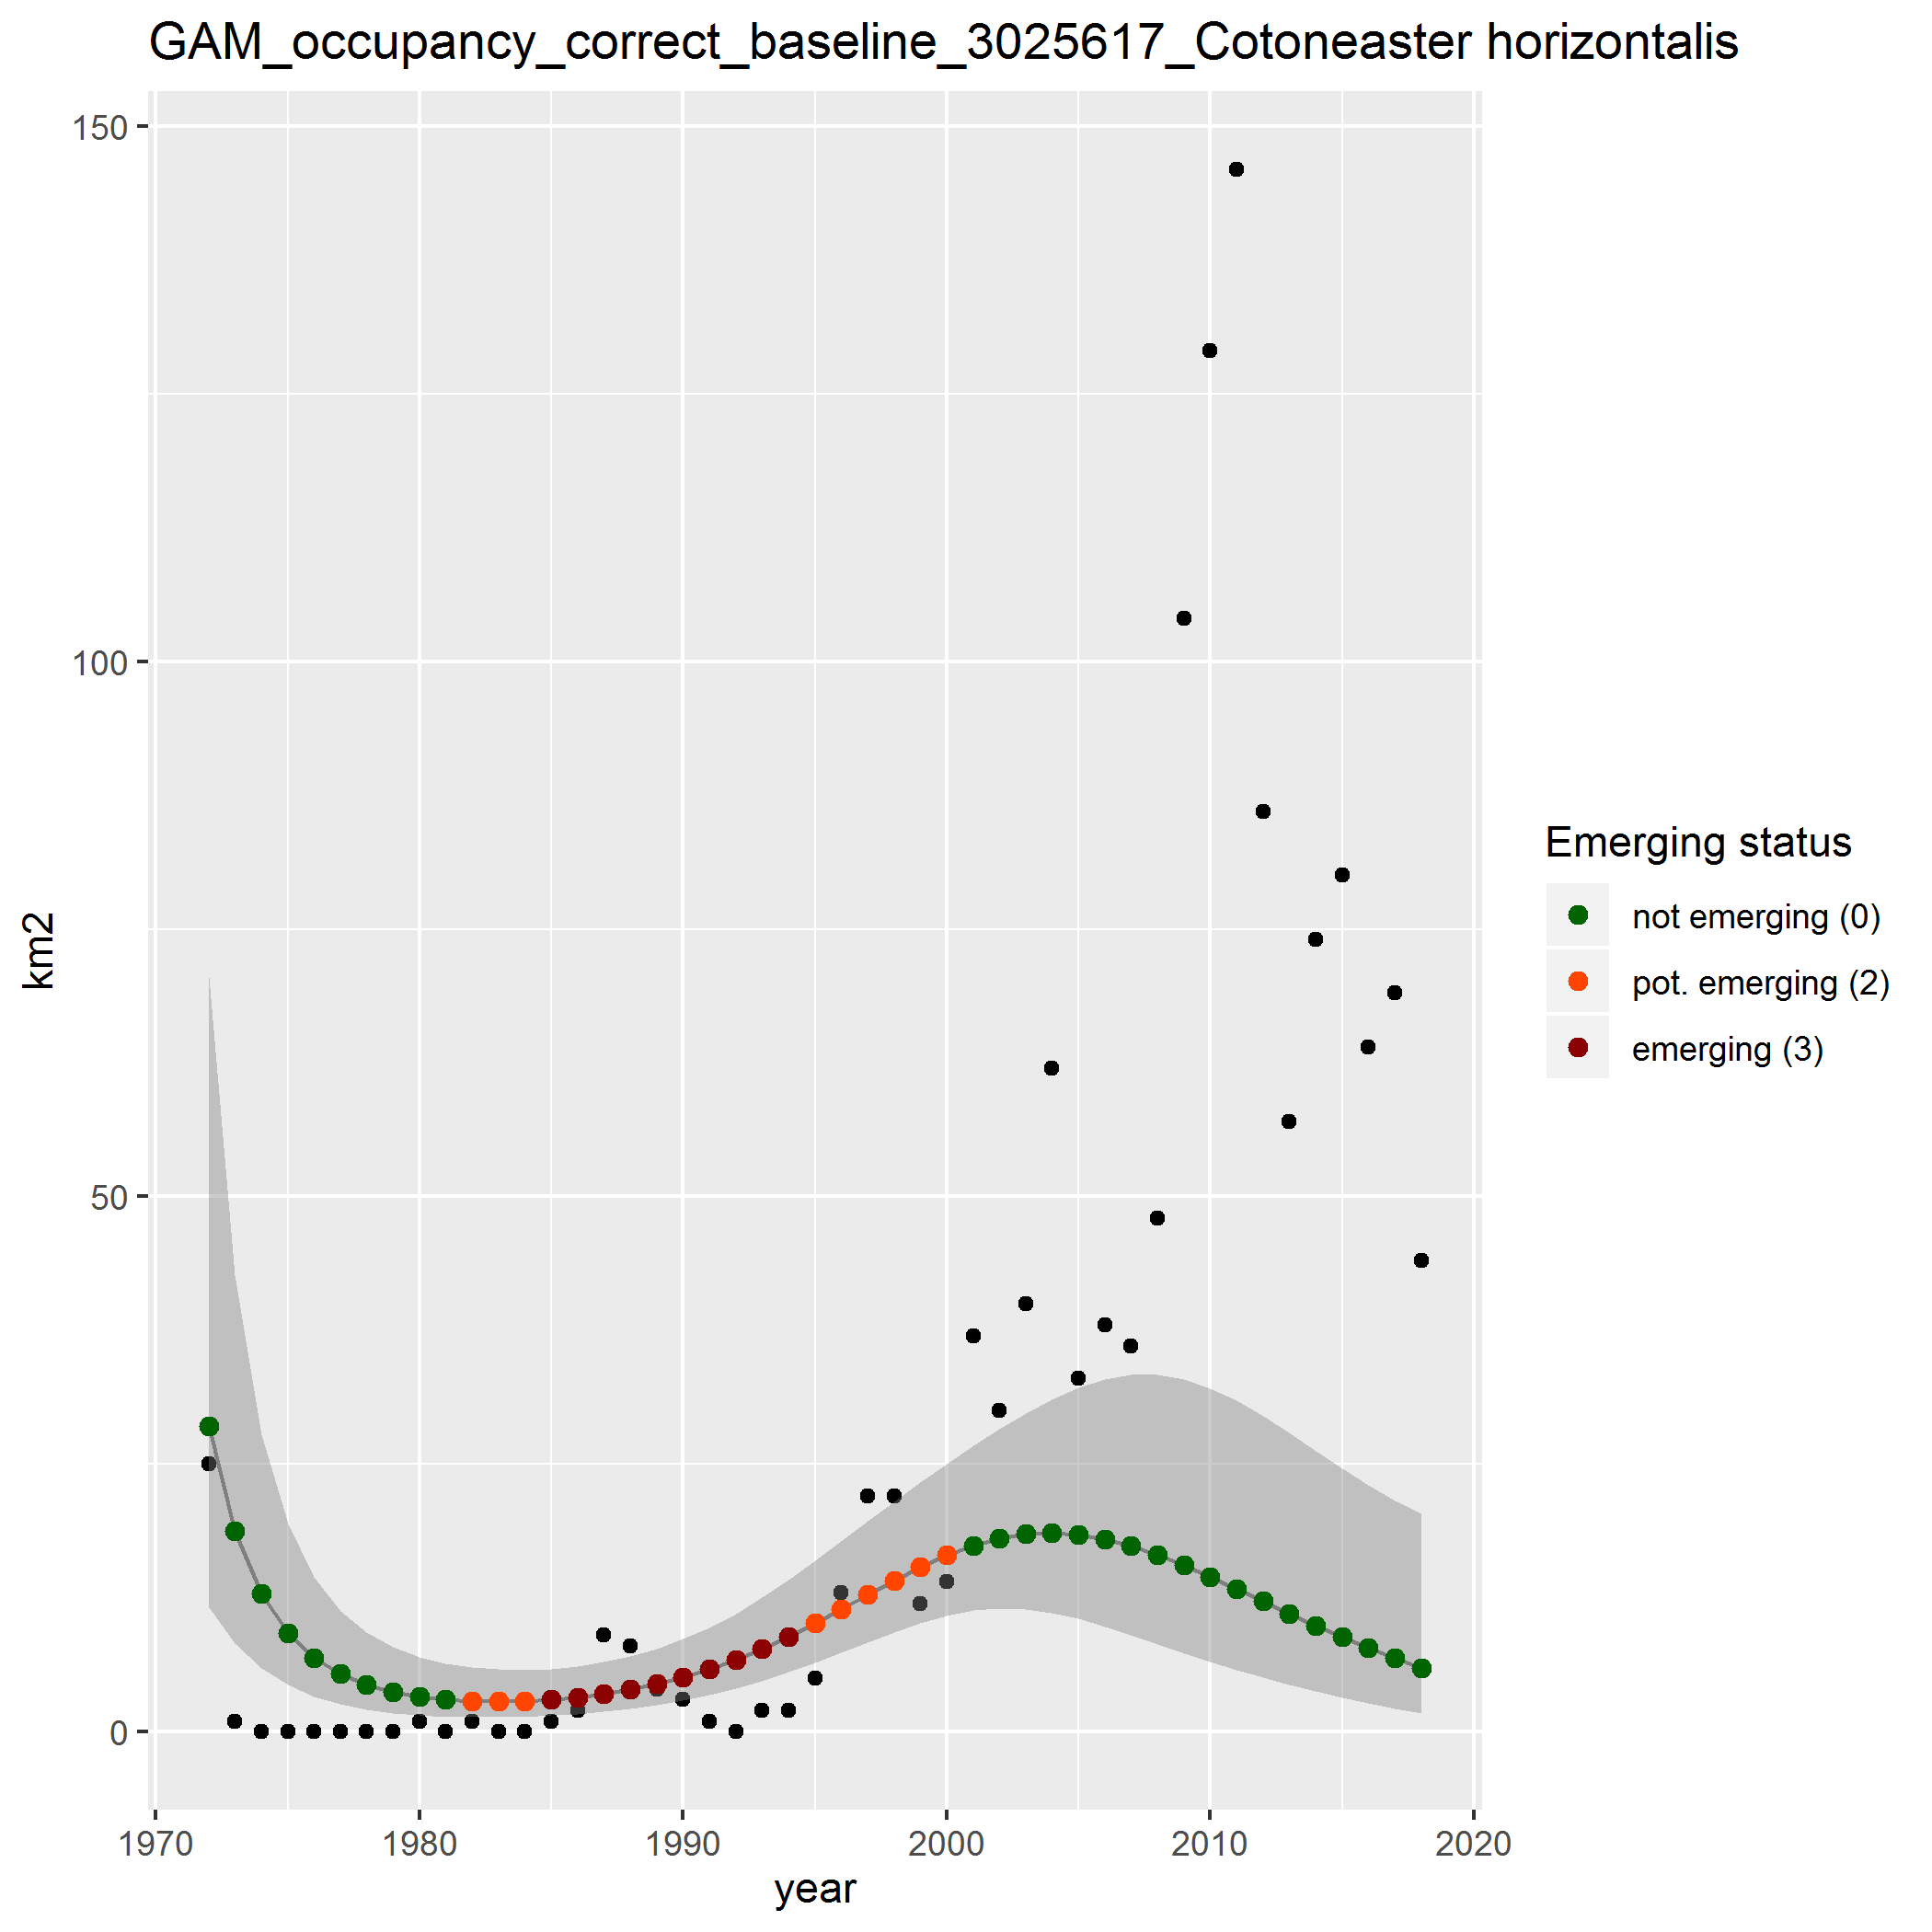 GAM_occupancy_correct_baseline_3025617_Cotoneaster horizontalis
150
100
50
0
km2
1970 1980 1990 2000 2010 2020
year
Emerging status
not emerging (0)
pot. emerging (2)
emerging (3)